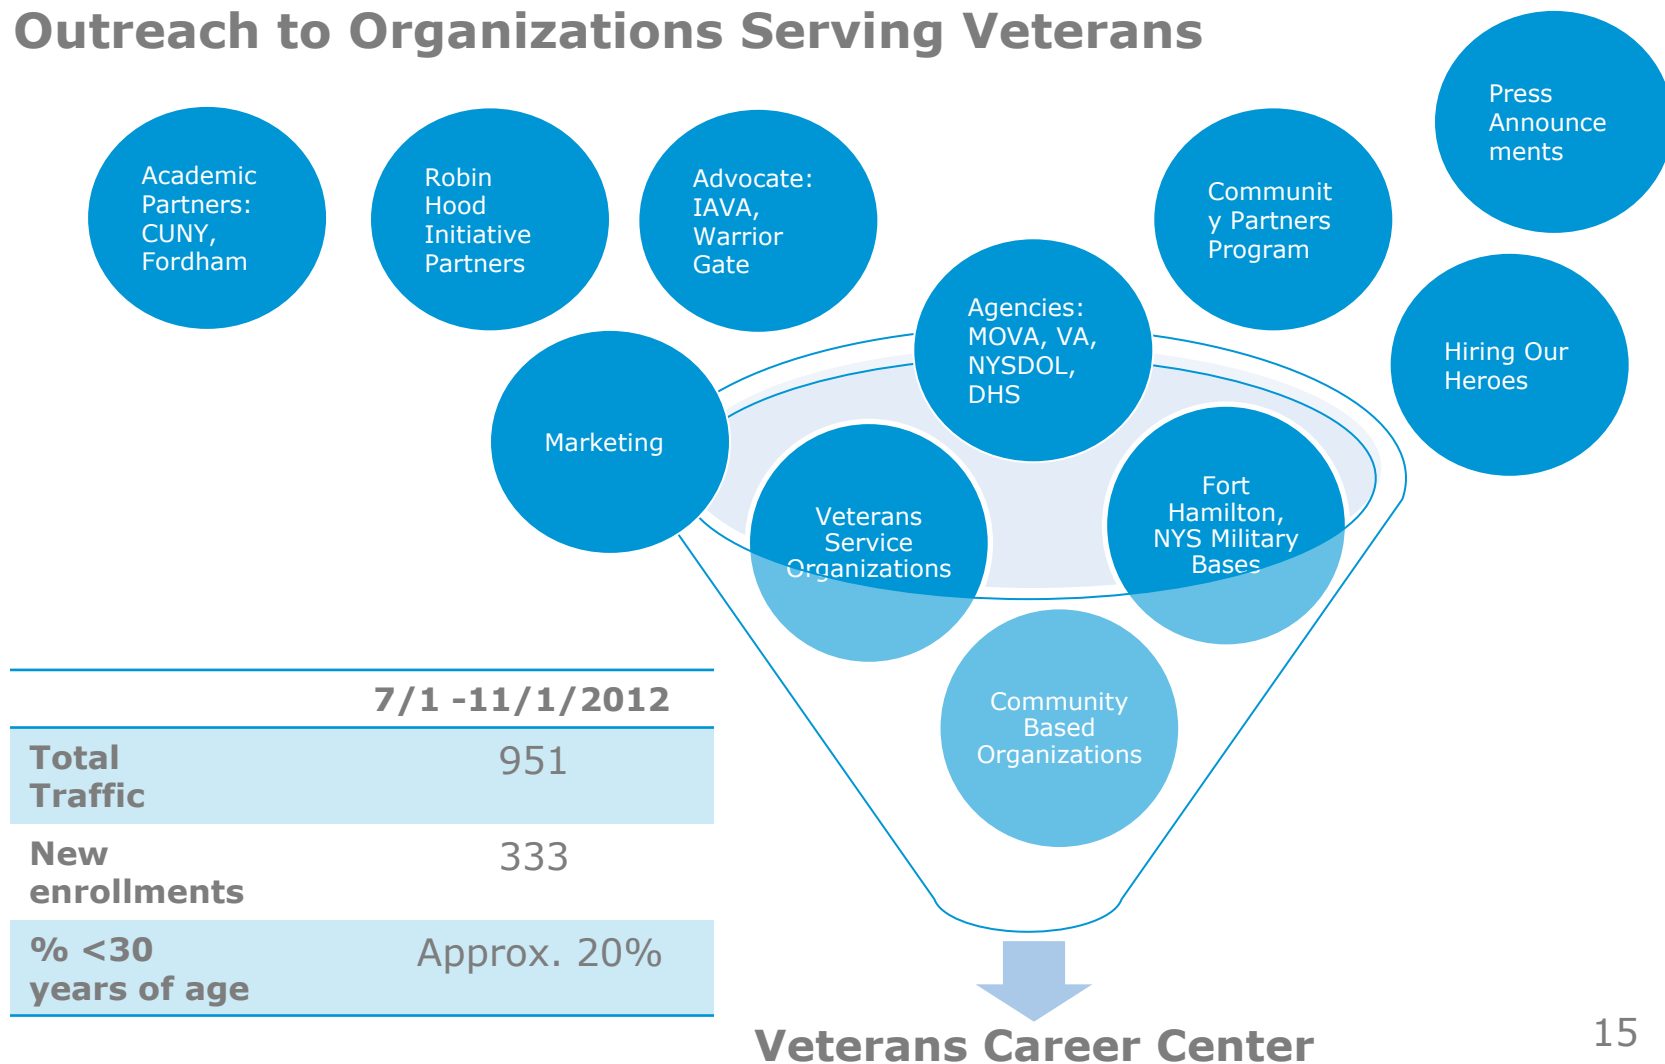 Outreach to Organizations Serving Veterans
Press
Announce
ments
Academic
Partners:
CUNY,
Fordham
Robin
Hood
Initiative
Partners
Advocate:
IAVA,
Warrior
Gate
Communit
y Partners
Program
Agencies:
MOVA, VA,
NYSDOL,
DHS
Hiring Our
Heroes
Marketing
Veterans
Service
Organizations
Fort
Hamilton,
NYS Military
Bases
Community
Based
Organizations
7/1 -11/1/2012
Total
Traffic
951
New
enrollments
333
% <30
years of age
Approx. 20%
Veterans Career Center
15